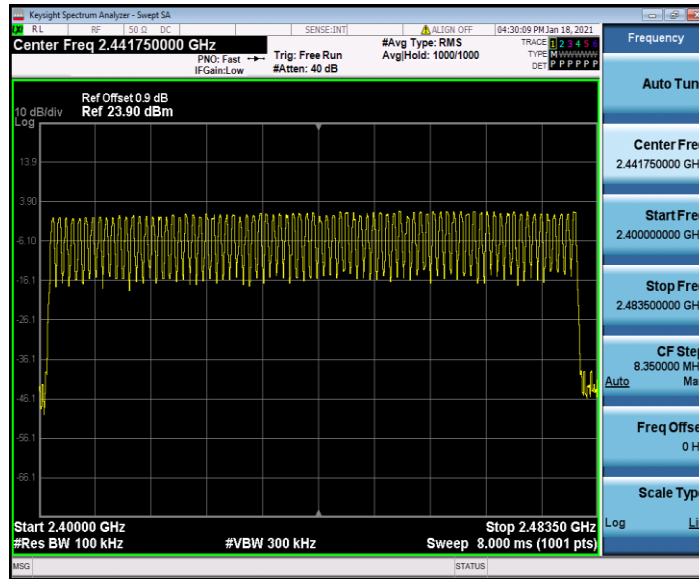 Keysight Spectrum Analyzer - Swept SA
RL RF 50 Ω DC SENSE:INT ALIGN OFF 04:30:09 PM Jan 18, 2021
Center Freq 2.441750000 GHz
PNO: Fast
IFGain:Low
Trig: Free Run
#Atten: 40 dB
#Avg Type: RMS
Avg|Hold: 1000/1000
TRACE 1 2 3 4 5 6
TYPE M W W W W W
DET P P P P P P
Ref Offset 0.9 dB
10 dB/div Ref 23.90 dBm
Log
13.9
3.90
-6.10
-16.1
-26.1
-36.1
-46.1
-56.1
-66.1
Start 2.40000 GHz Stop 2.48350 GHz
#Res BW 100 kHz #VBW 300 kHz Sweep 8.000 ms (1001 pts)
MSG STATUS
Frequency
Auto Tun
Center Fre
2.441750000 GH
Start Fre
2.400000000 GH
Stop Fre
2.483500000 GH
CF Ste
8.350000 MH
Auto Ma
Freq Offse
0 H
Scale Typ
Log Li